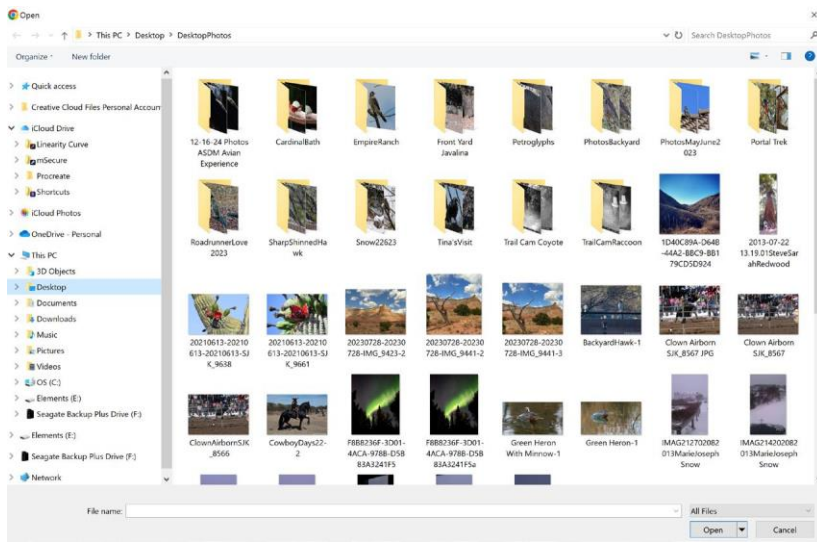 Open
This PC > Desktop > DesktopPhotos
Search DesktopPhotos
Organize
New folder
Quick access
Creative Cloud Files Personal Accoun
iCloud Drive
Linearity Curve
mSecure
Procreate
Shortcuts
iCloud Photos
OneDrive - Personal
This PC
3D Objects
Desktop
Documents
Downloads
Music
Pictures
Videos
OS (C:)
Elements (E:)
Seagate Backup Plus Drive (F:)
Elements (E:)
Seagate Backup Plus Drive (F:)
Network
12-16-24 Photos
ASDM Avian
Experience
CardinalBath
EmpireRanch
Front Yard
Javalina
Petroglyphs
PhotosBackyard
PhotosMayJune2
023
Portal Trek
RoadrunnerLove
2023
SharpShinnedHa
wk
Snow22623
Tina'sVisit
Trail Cam Coyote
TrailCamRaccoon
1D40C89A-D64B
-44A2-BBC9-BB1
79CD5D924
2013-07-22
13.19.01SteveSar
ahRedwood
20210613-20210
613-20210613-SJ
K_9638
20210613-20210
613-20210613-SJ
K_9661
20230728-20230
728-IMG_9423-2
20230728-20230
728-IMG_9441-2
20230728-20230
728-IMG_9441-3
BackyardHawk-1
Clown Airborn
SJK_8567 JPG
Clown Airborn
SJK_8567
ClownAirbornSJK
_8566
CowboyDays22-
2
F8B8236F-3D01-
4ACA-978B-D5B
83A3241F5
F8B8236F-3D01-
4ACA-978B-D5B
83A3241F5a
Green Heron
With Minnow-1
Green Heron-1
IMAG212702082
013MarieJoseph
Snow
IMAG214202082
013MarieJoseph
Snow
File name:
All Files
Open
Cancel